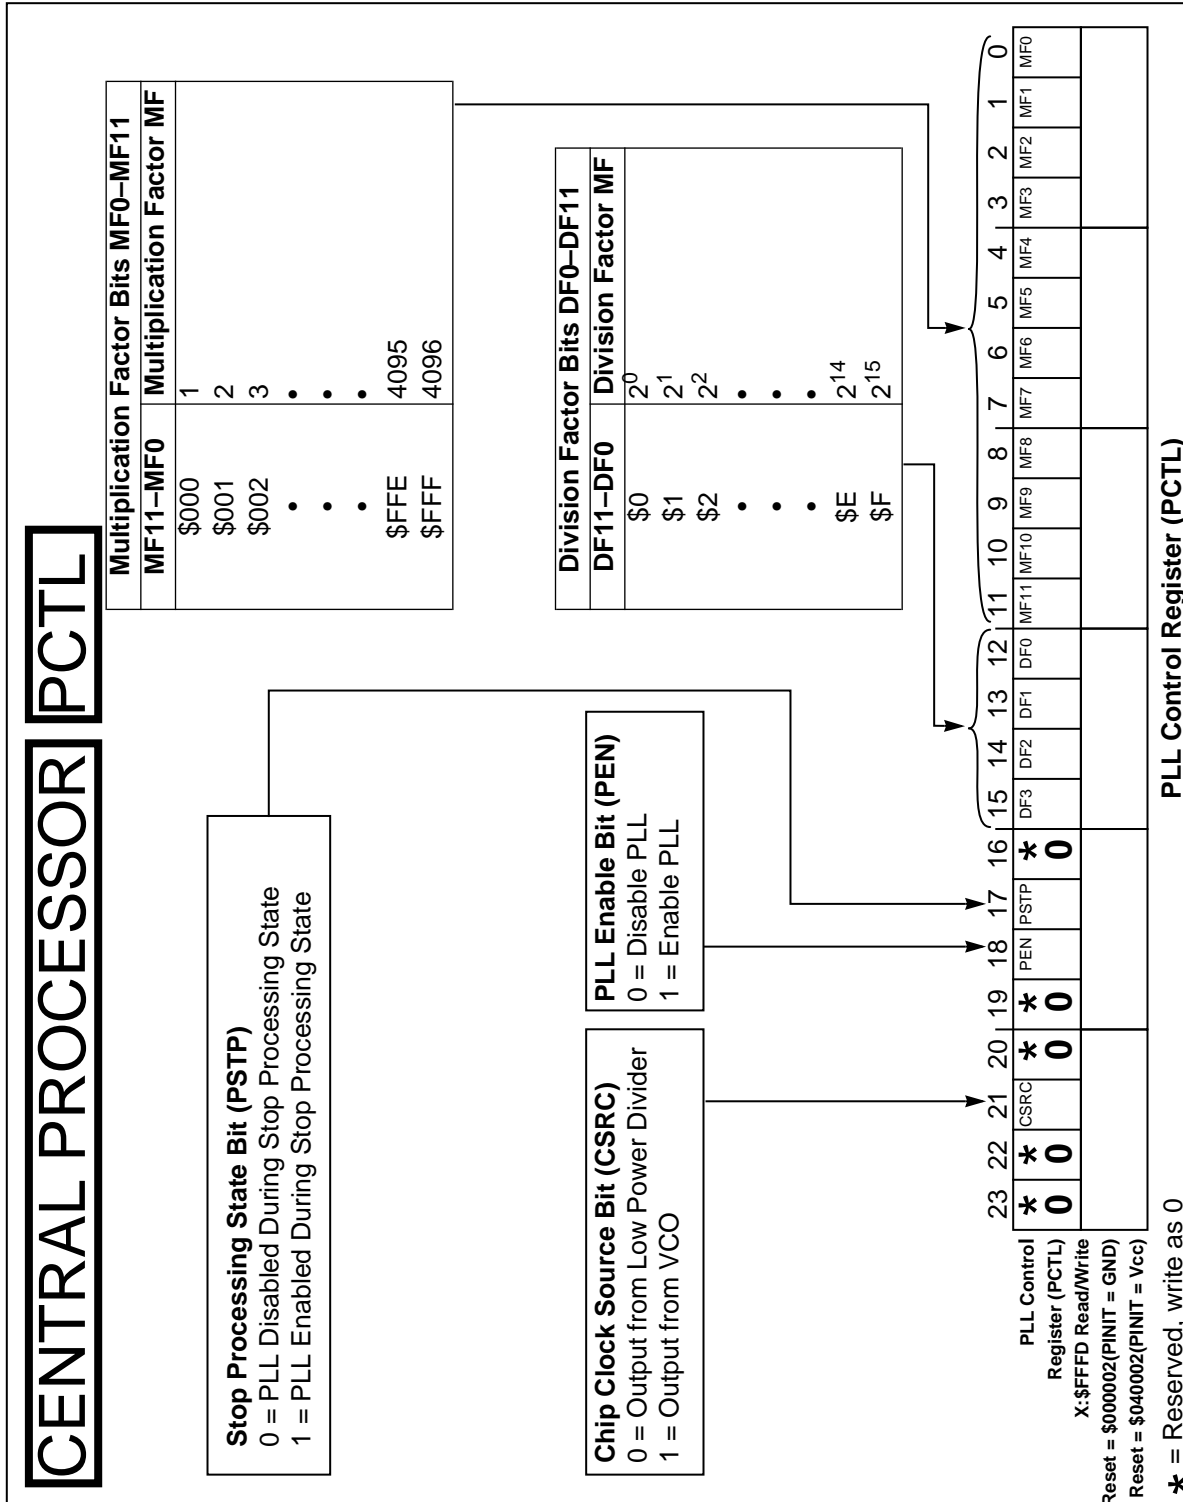 CENTRAL PROCESSOR PCTL
Stop Processing State Bit (PSTP)
0 = PLL Disabled During Stop Processing State
1 = PLL Enabled During Stop Processing State
Multiplication Factor Bits MF0–MF11
MF11–MF0 Multiplication Factor MF
$000 1
$001 2
$002 3
• •
• •
• •
$FFE 4095
$FFF 4096
Chip Clock Source Bit (CSRC)
0 = Output from Low Power Divider
1 = Output from VCO
PLL Enable Bit (PEN)
0 = Disable PLL
1 = Enable PLL
Division Factor Bits DF0–DF11
DF11–DF0 Division Factor MF
$0 2^0
$1 2^1
$2 2^2
• •
• •
• •
$E 2^14
$F 2^15
23 22 21 20 19 18 17 16 15 14 13 12 11 10 9 8 7 6 5 4 3 2 1 0
* * CSRC * * PEN PSTP * DF3 DF2 DF1 DF0 MF11 MF10 MF9 MF8 MF7 MF6 MF5 MF4 MF3 MF2 MF1 MF0
0 0 0 0 0
PLL Control
Register (PCTL)
X:$FFFD Read/Write
Reset = $000002(PINIT = GND)
Reset = $040002(PINIT = Vcc)
PLL Control Register (PCTL)
* = Reserved, write as 0